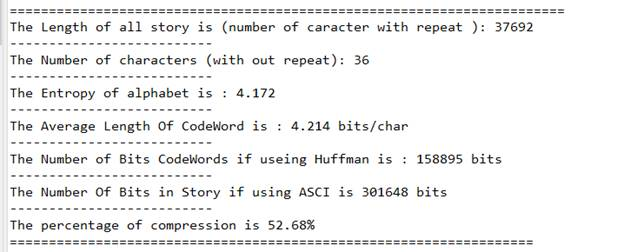 ======================================================================
The Length of all story is (number of caracter with repeat ): 37692
--------------------------
The Number of characters (with out repeat): 36
--------------------------
The Entropy of alphabet is : 4.172
--------------------------
The Average Length Of CodeWord is : 4.214 bits/char
--------------------------
The Number of Bits CodeWords if useing Huffman is : 158895 bits
--------------------------
The Number Of Bits in Story if using ASCI is 301648 bits
--------------------------
The percentage of compression is 52.68%
==================================================================